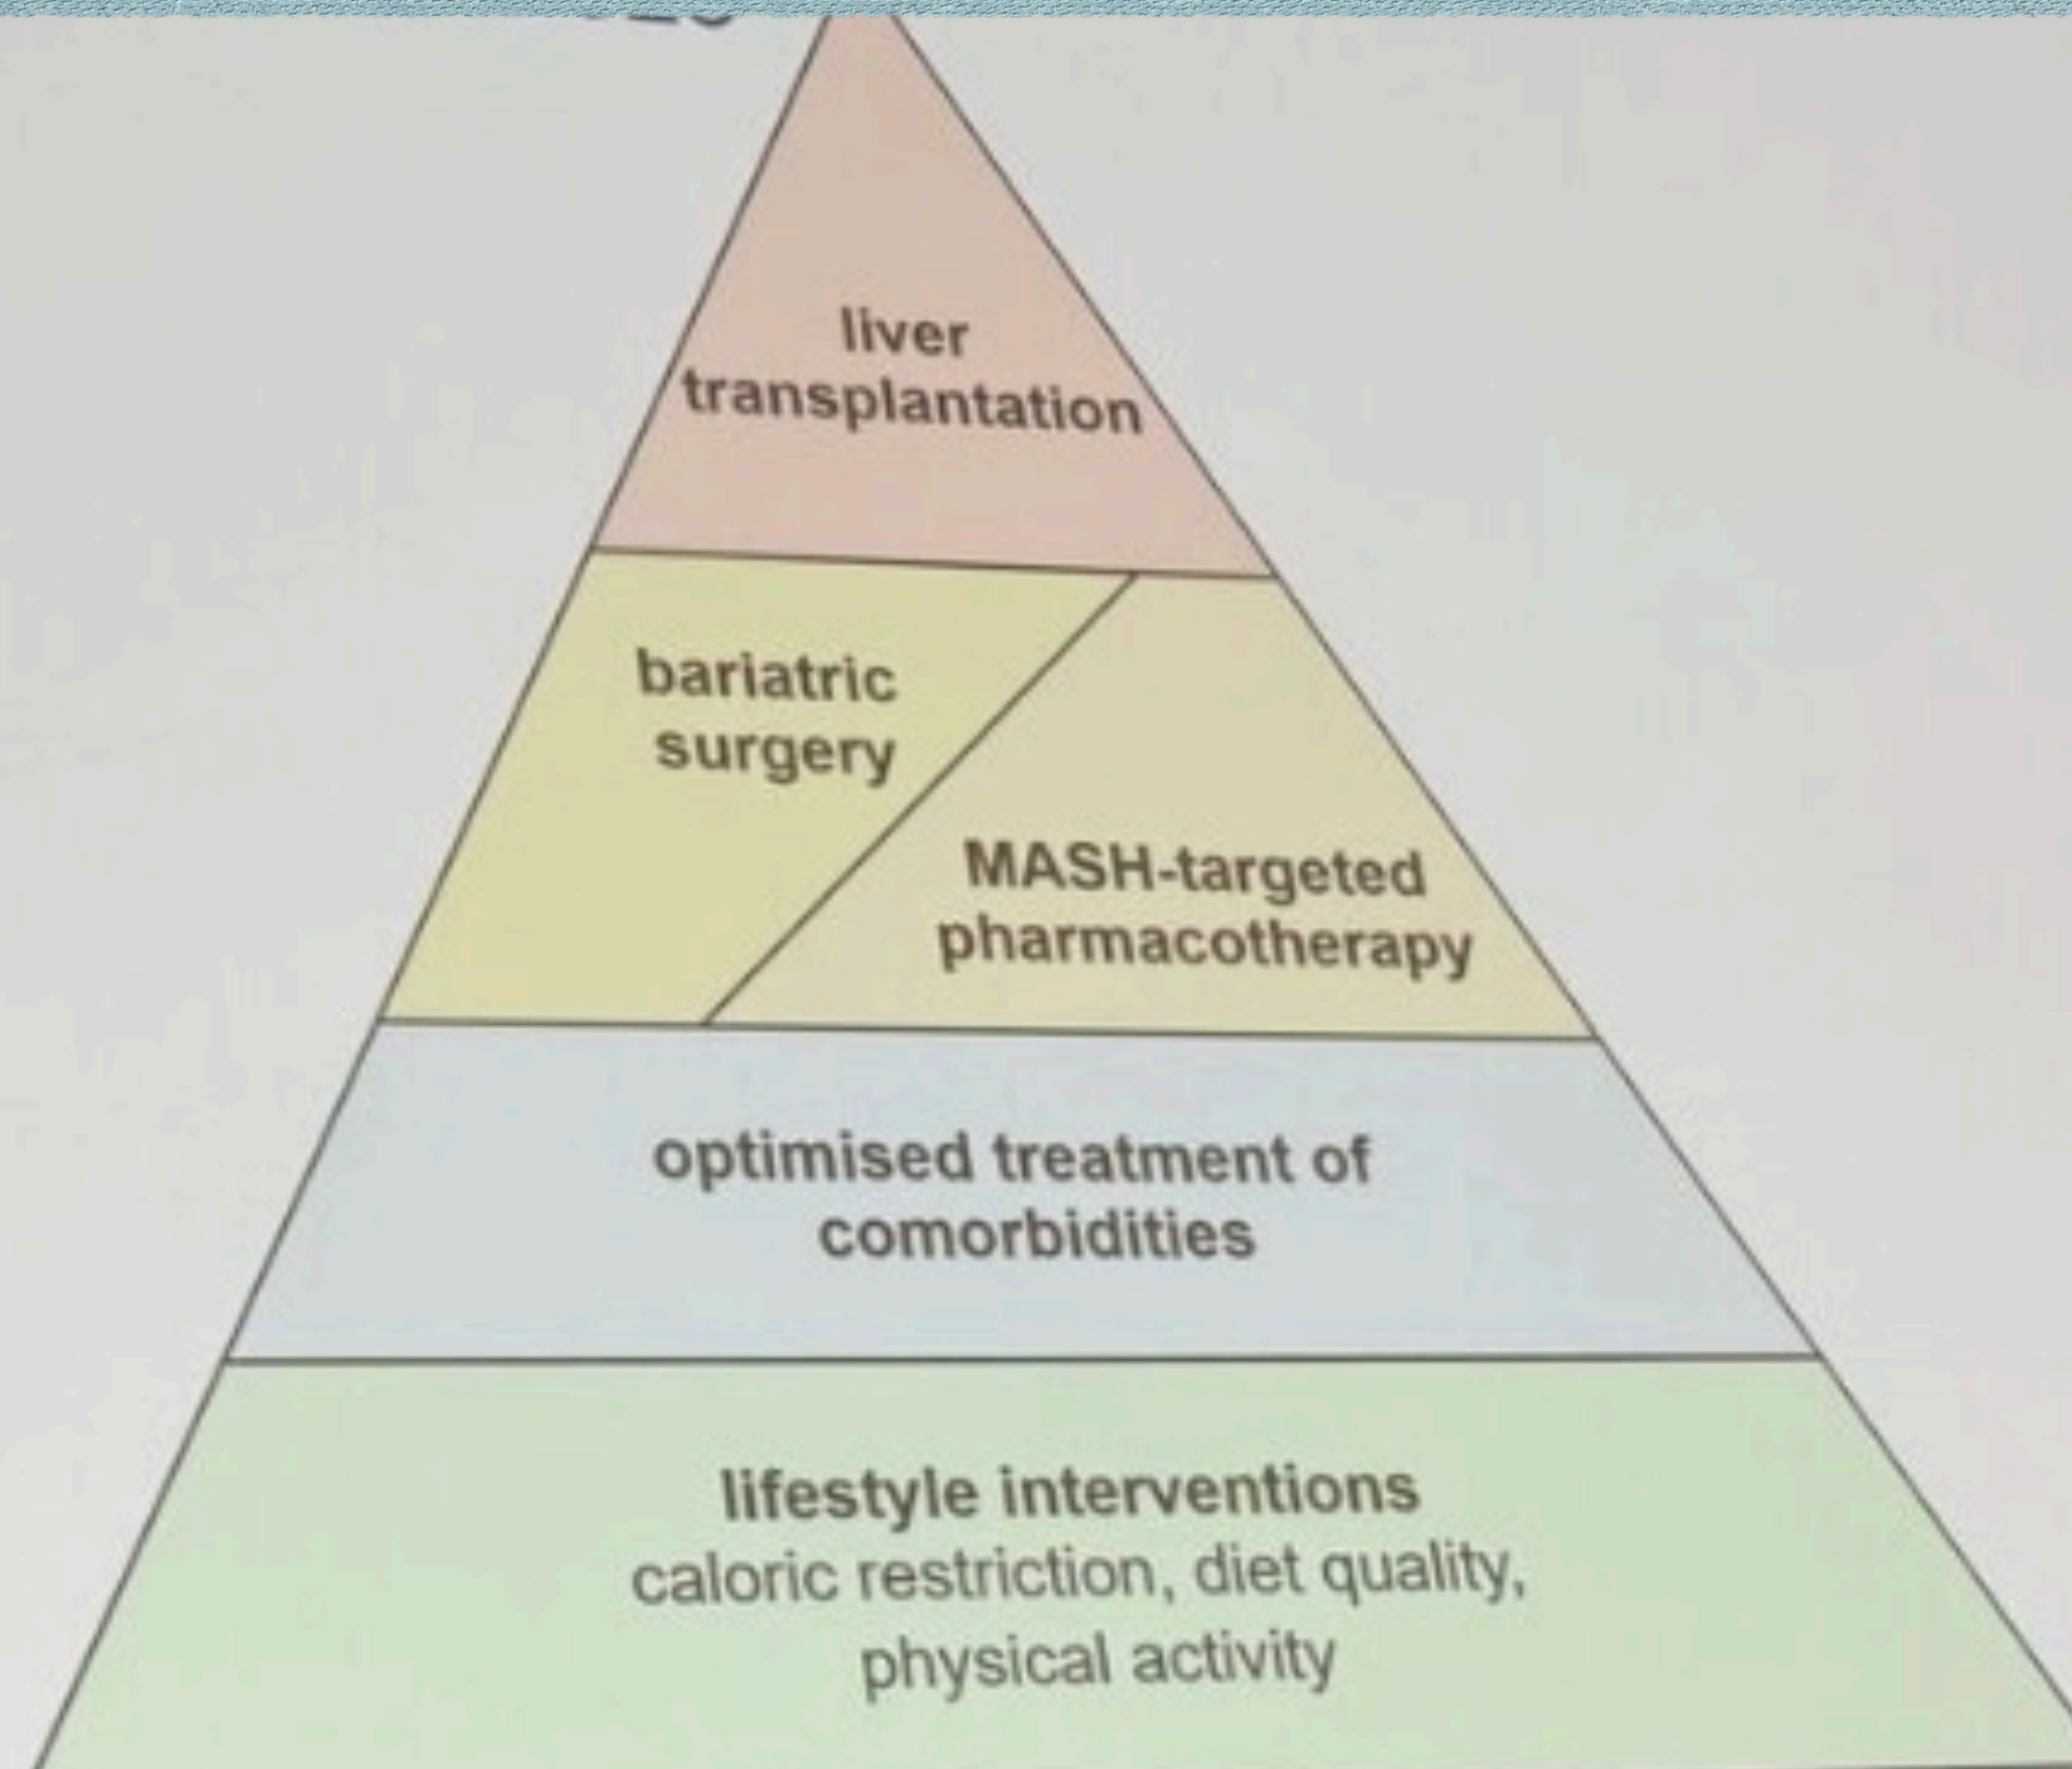 liver
transplantation
bariatric
surgery
MASH-targeted
pharmacotherapy
optimised treatment of
comorbidities
lifestyle interventions
caloric restriction, diet quality,
physical activity